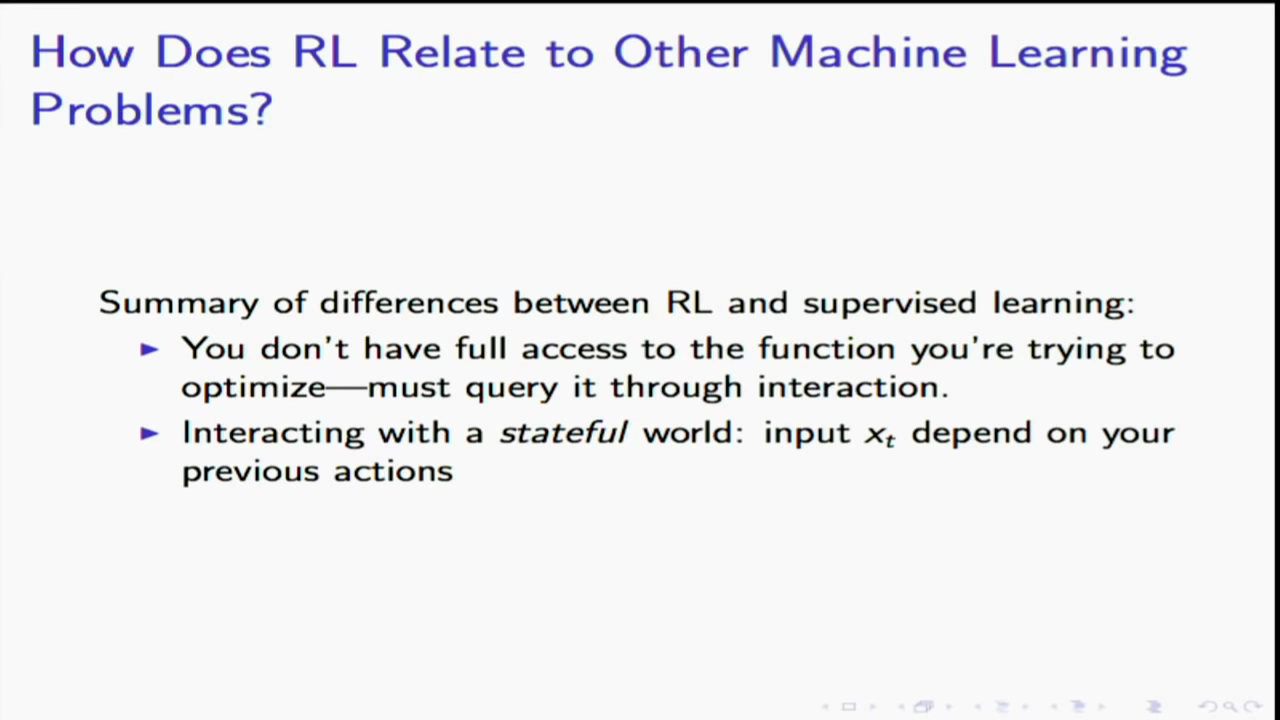 How Does RL Relate to Other Machine Learning
Problems?
Summary of differences between RL and supervised learning:
► You don't have full access to the function you're trying to
optimize—must query it through interaction.
► Interacting with a stateful world: input xₜ depend on your
previous actions